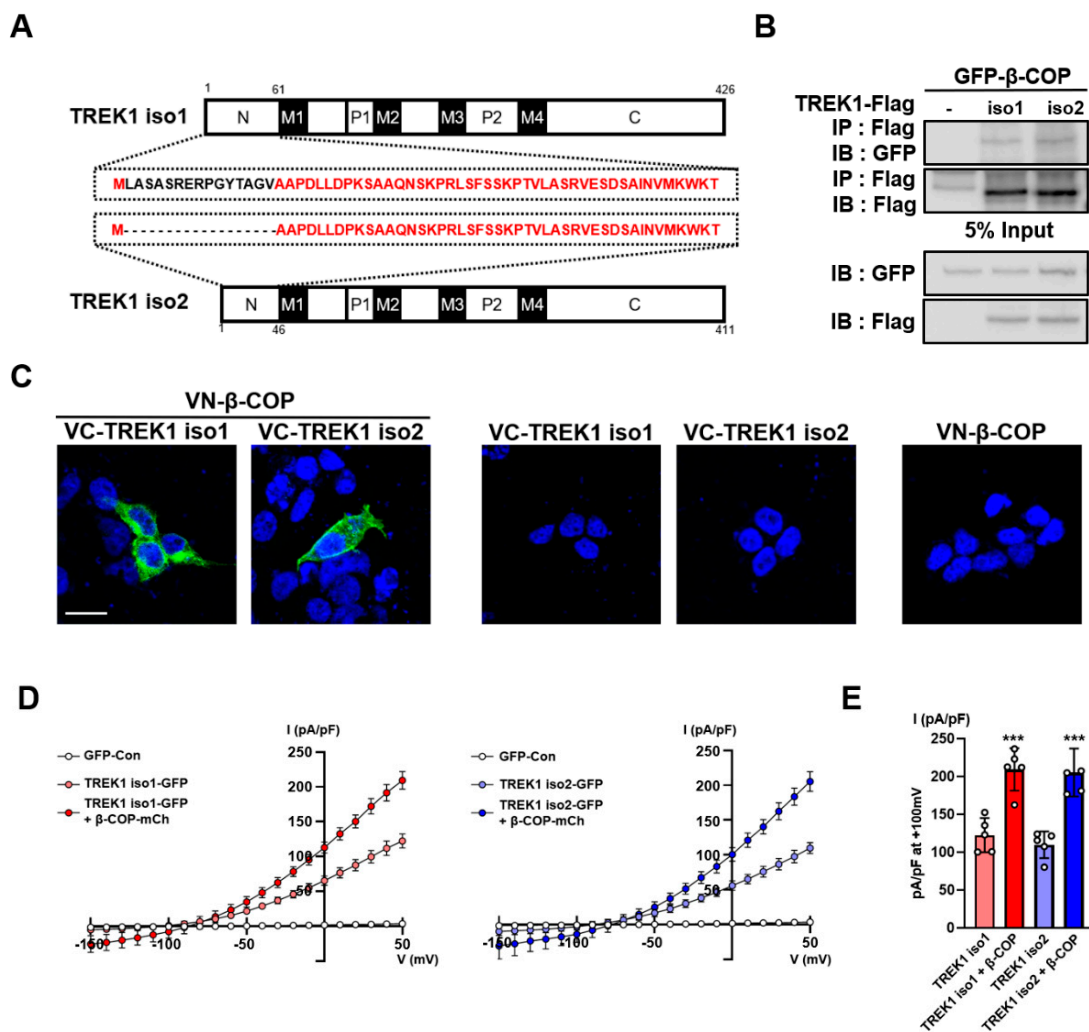 A
1 61 426
TREK1 iso1 N M1 P1 M2 M3 P2 M4 C
MLASASRERPGYTAGVAAPDLLDPKSAAQNSKPRLSFSSKPTVLASRVESDSAINVMKWKT
M---------------AAPDLLDPKSAAQNSKPRLSFSSKPTVLASRVESDSAINVMKWKT
TREK1 iso2 N M1 P1 M2 M3 P2 M4 C
1 46 411
B
GFP-β-COP
TREK1-Flag - iso1 iso2
IP : Flag
IB : GFP
IP : Flag
IB : Flag
5% Input
IB : GFP
IB : Flag
C
VN-β-COP
VC-TREK1 iso1 VC-TREK1 iso2 VC-TREK1 iso1 VC-TREK1 iso2 VN-β-COP
D
I (pA/pF)
GFP-Con
TREK1 iso1-GFP
TREK1 iso1-GFP
+ β-COP-mCh
250
200
150
100
50
-150 -100 -50 50
V (mV)
I (pA/pF)
GFP-Con
TREK1 iso2-GFP
TREK1 iso2-GFP
+ β-COP-mCh
250
200
150
100
50
-150 -100 -50 50
V (mV)
E
I (pA/pF)
pA/pF at +100mV
250
200
150
100
50
0
*** ***
TREK1 iso1
TREK1 iso1 + β-COP
TREK1 iso2
TREK1 iso2 + β-COP